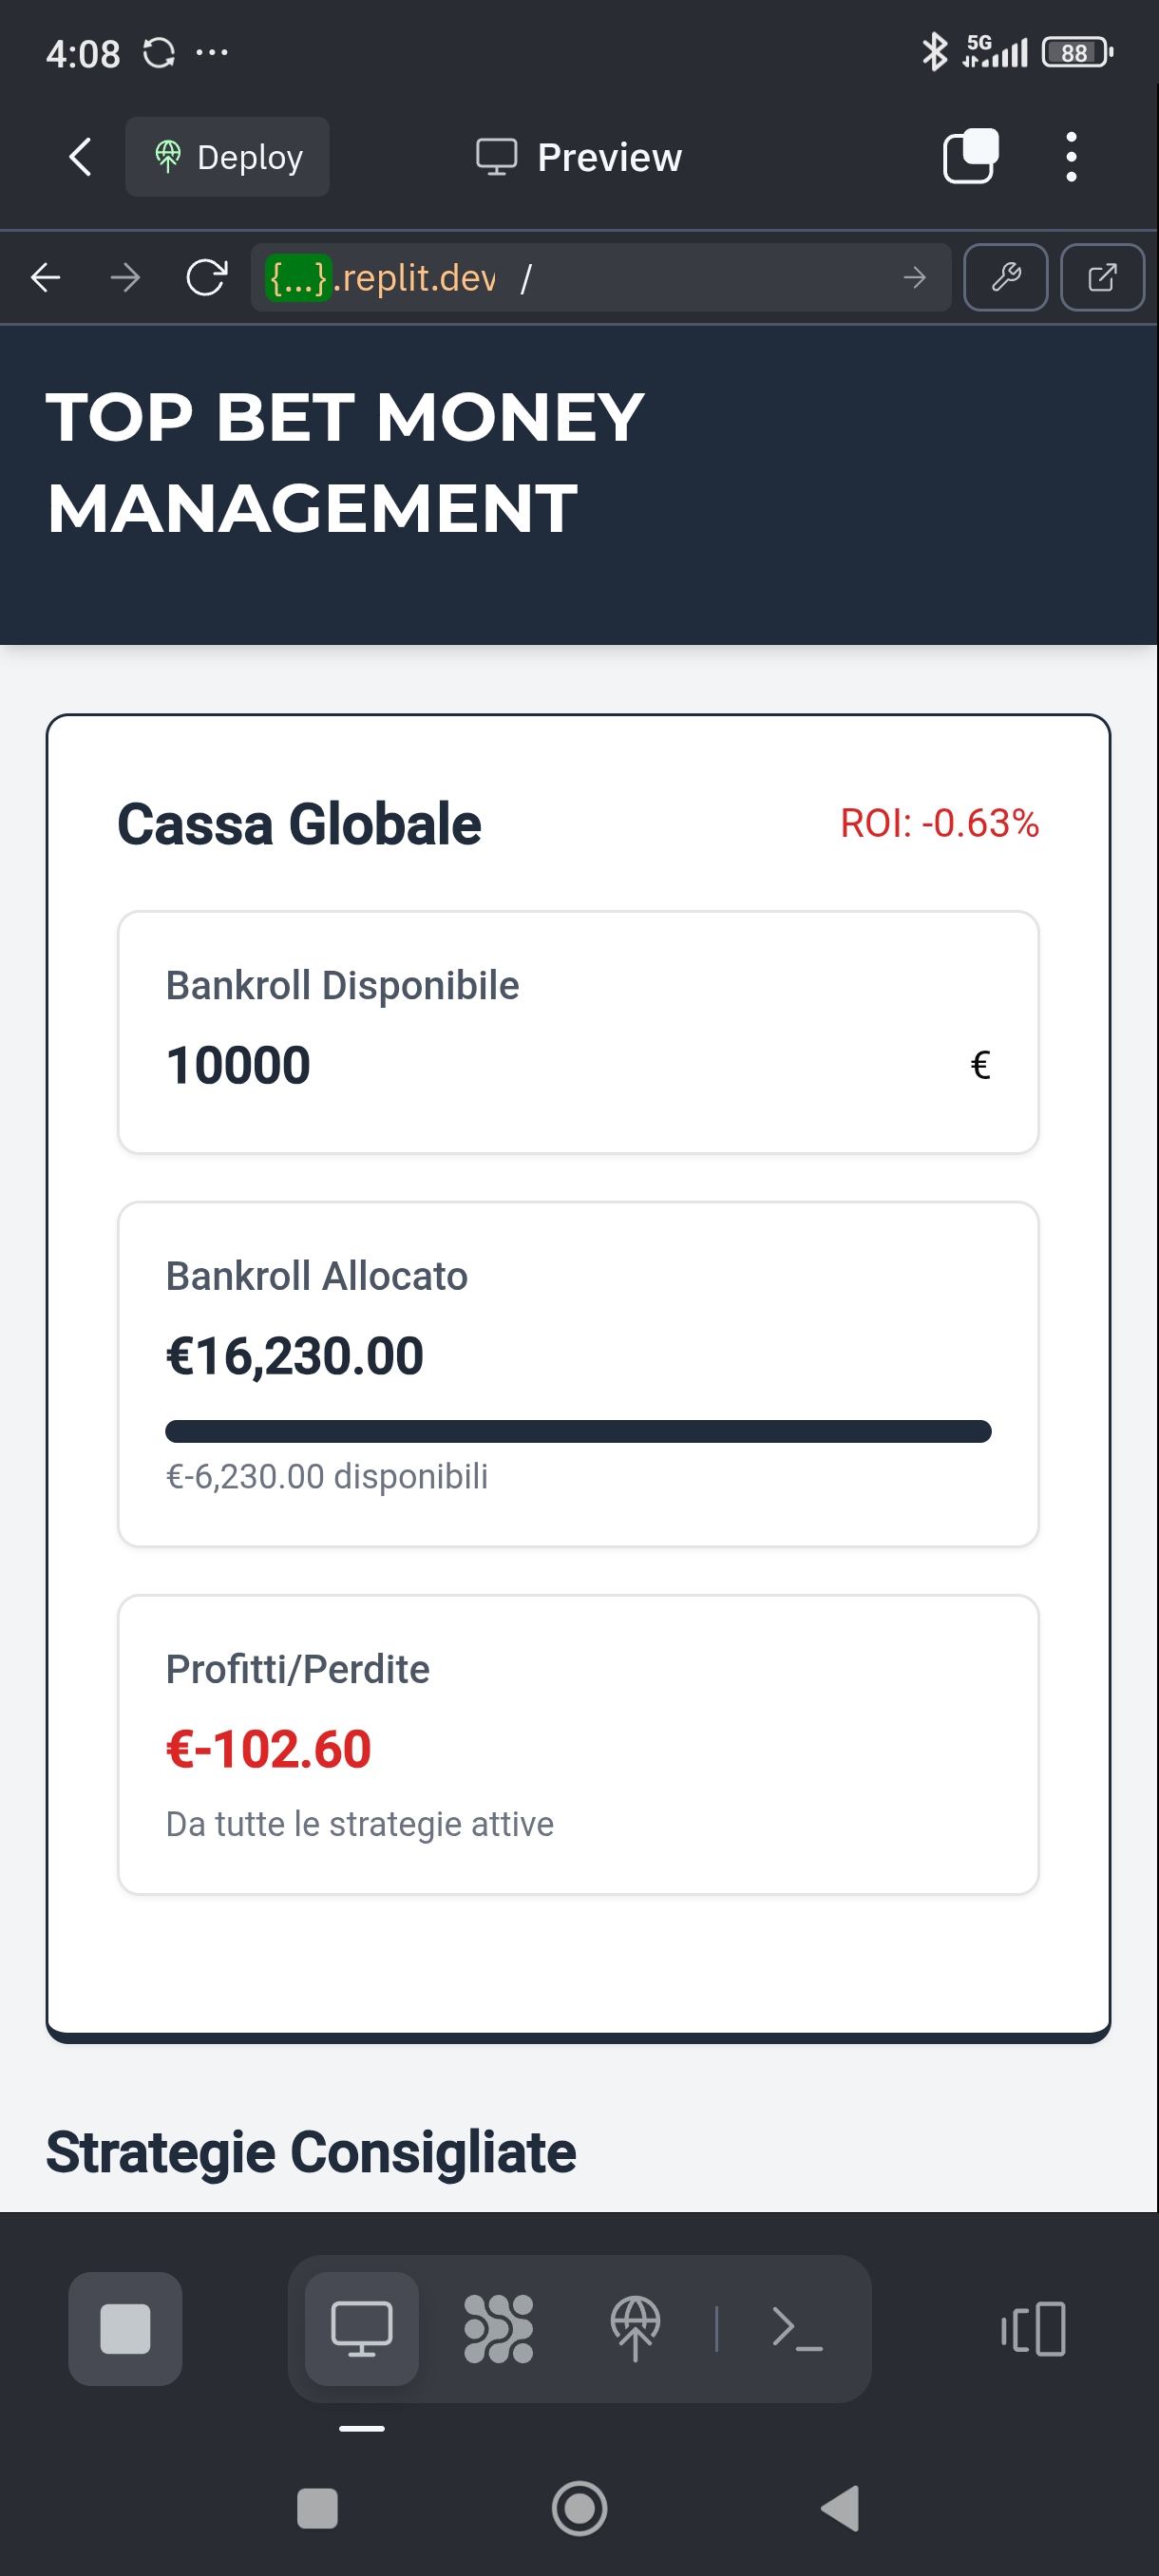 4:08
5G
88
Deploy
Preview
{...}.replit.dev /
TOP BET MONEY
MANAGEMENT
Cassa Globale
ROI: -0.63%
Bankroll Disponibile
10000
€
Bankroll Allocato
€16,230.00
€-6,230.00 disponibili
Profitti/Perdite
€-102.60
Da tutte le strategie attive
Strategie Consigliate